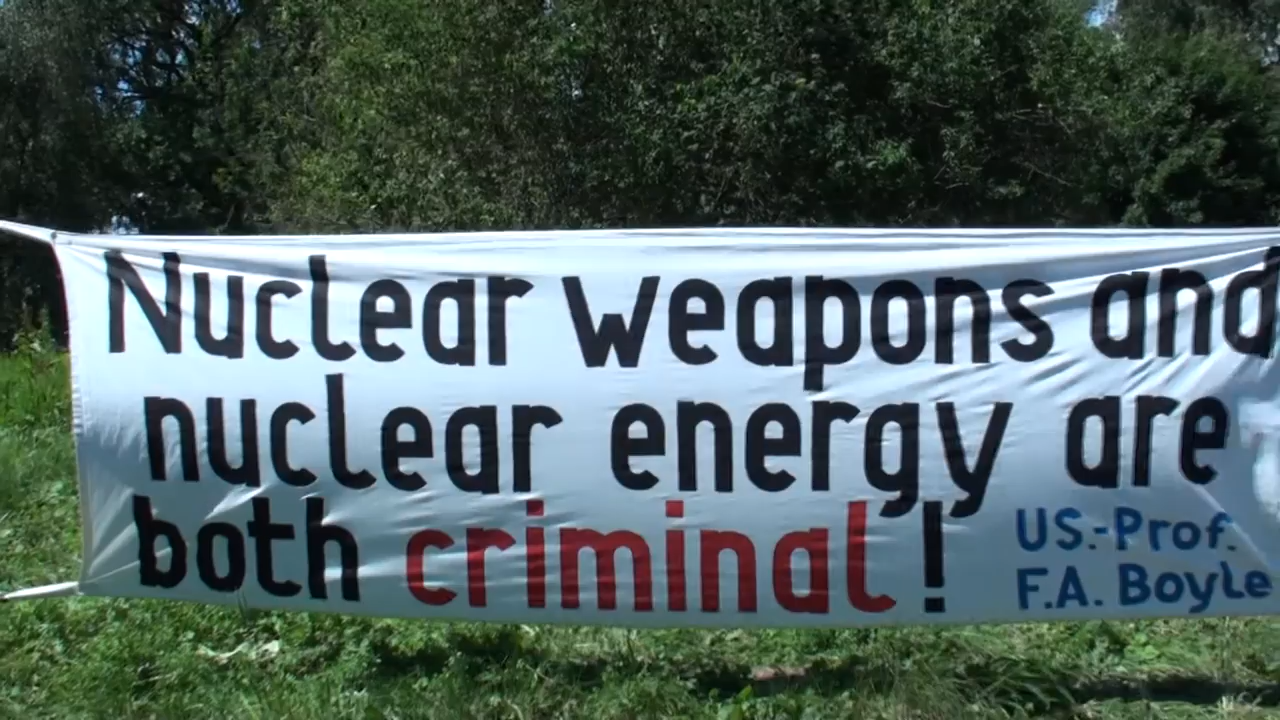 Nuclear weapons and
nuclear energy are
both criminal!
US.-Prof.
F.A. Boyle